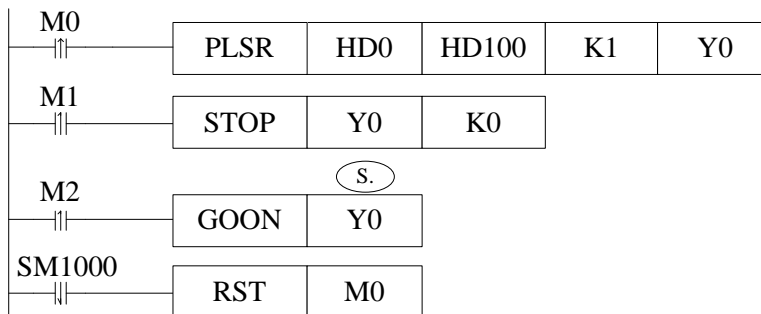 M0
PLSR HD0 HD100 K1 Y0
M1
STOP Y0 K0
S.
M2
GOON Y0
SM1000
RST M0